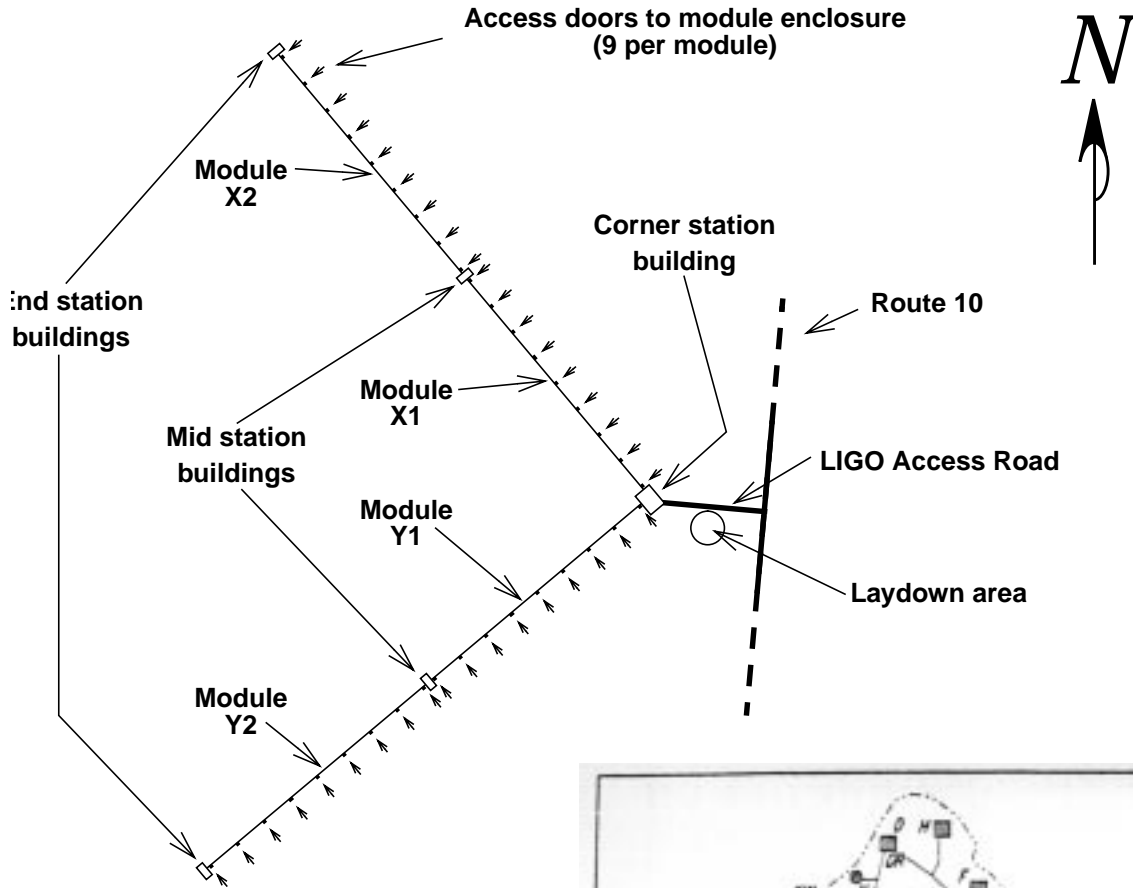 Access doors to module enclosure
(9 per module)
N
Module
X2
Corner station
building
End station
buildings
Route 10
Module
X1
Mid station
buildings
LIGO Access Road
Module
Y1
Laydown area
Module
Y2
D
H
DR
F